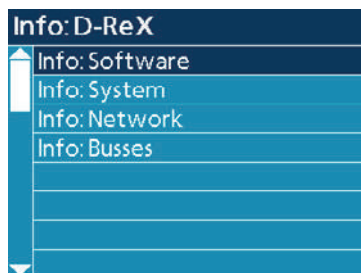 Info: D-ReX
Info: Software
Info: System
Info: Network
Info: Busses